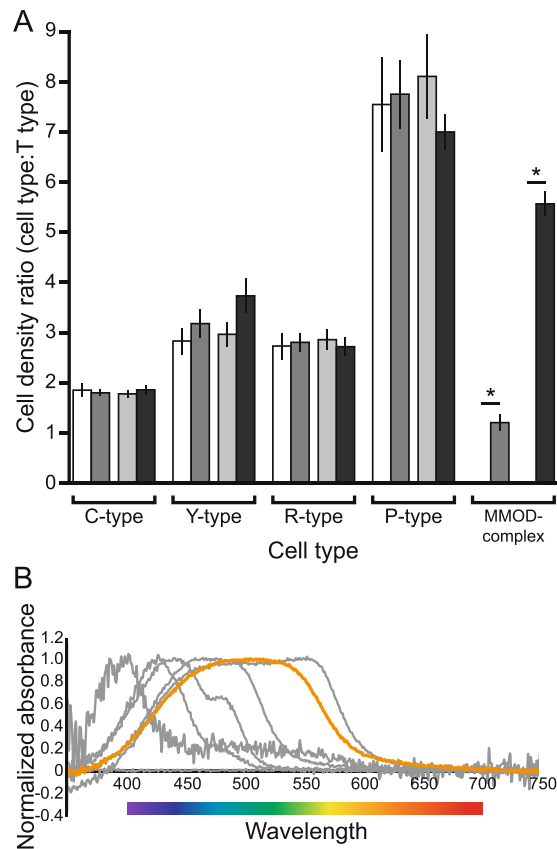 A
Cell density ratio (cell type:T type)
9
8
7
6
5
4
3
2
1
0
*
*
C-type Y-type R-type P-type MMOD-complex
Cell type
B
Normalized absorbance
1.2
1.0
0.8
0.6
0.4
0.2
0
-0.2
-0.4
400 450 500 550 600 650 700 750
Wavelength